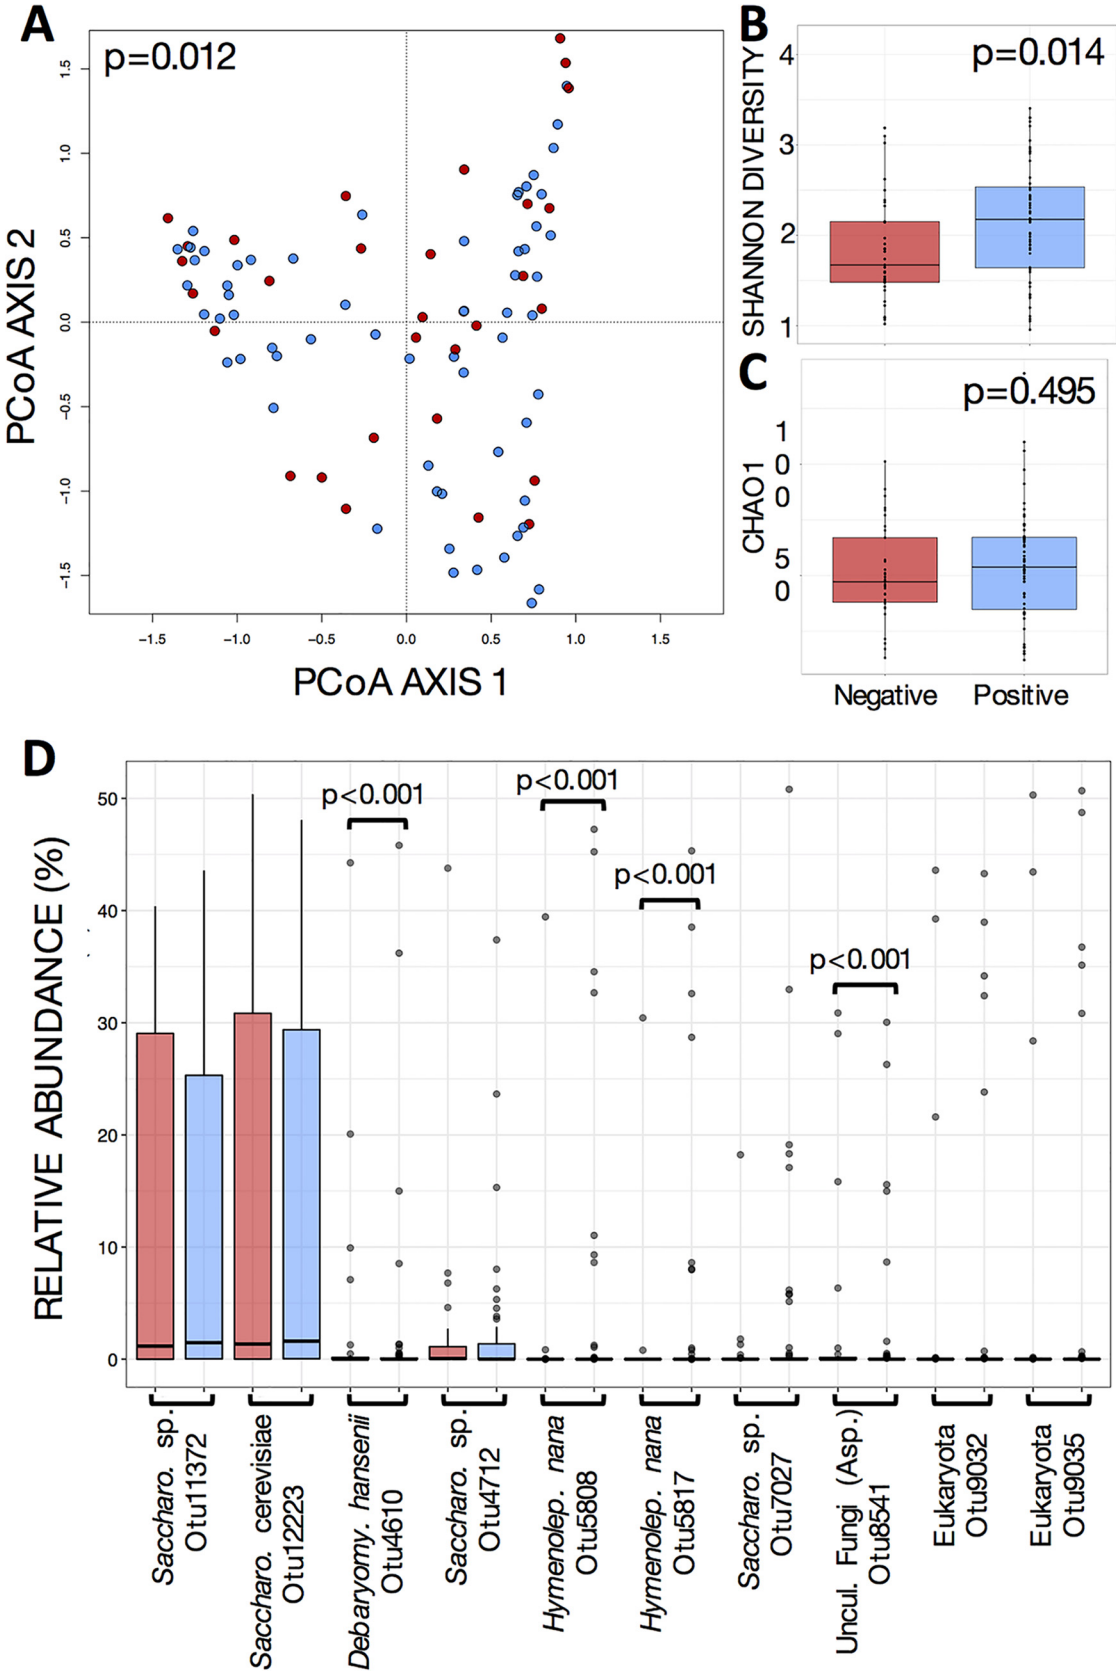 A
p=0.012
1.5
1.0
0.5
0.0
−0.5
−1.0
−1.5
PCoA AXIS 2
−1.5 −1.0 −0.5 0.0 0.5 1.0 1.5
PCoA AXIS 1
B
p=0.014
4
3
2
1
SHANNON DIVERSITY
C
p=0.495
1
0
0
5
0
CHAO1
Negative Positive
D
50
40
30
20
10
0
RELATIVE ABUNDANCE (%)
p<0.001
p<0.001
p<0.001
p<0.001
Saccharo. sp.
Otu11372
Saccharo. cerevisiae
Otu12223
Debaryomy. hansenii
Otu4610
Saccharo. sp.
Otu4712
Hymenolep. nana
Otu5808
Hymenolep. nana
Otu5817
Saccharo. sp.
Otu7027
Uncul. Fungi (Asp.)
Otu8541
Eukaryota
Otu9032
Eukaryota
Otu9035